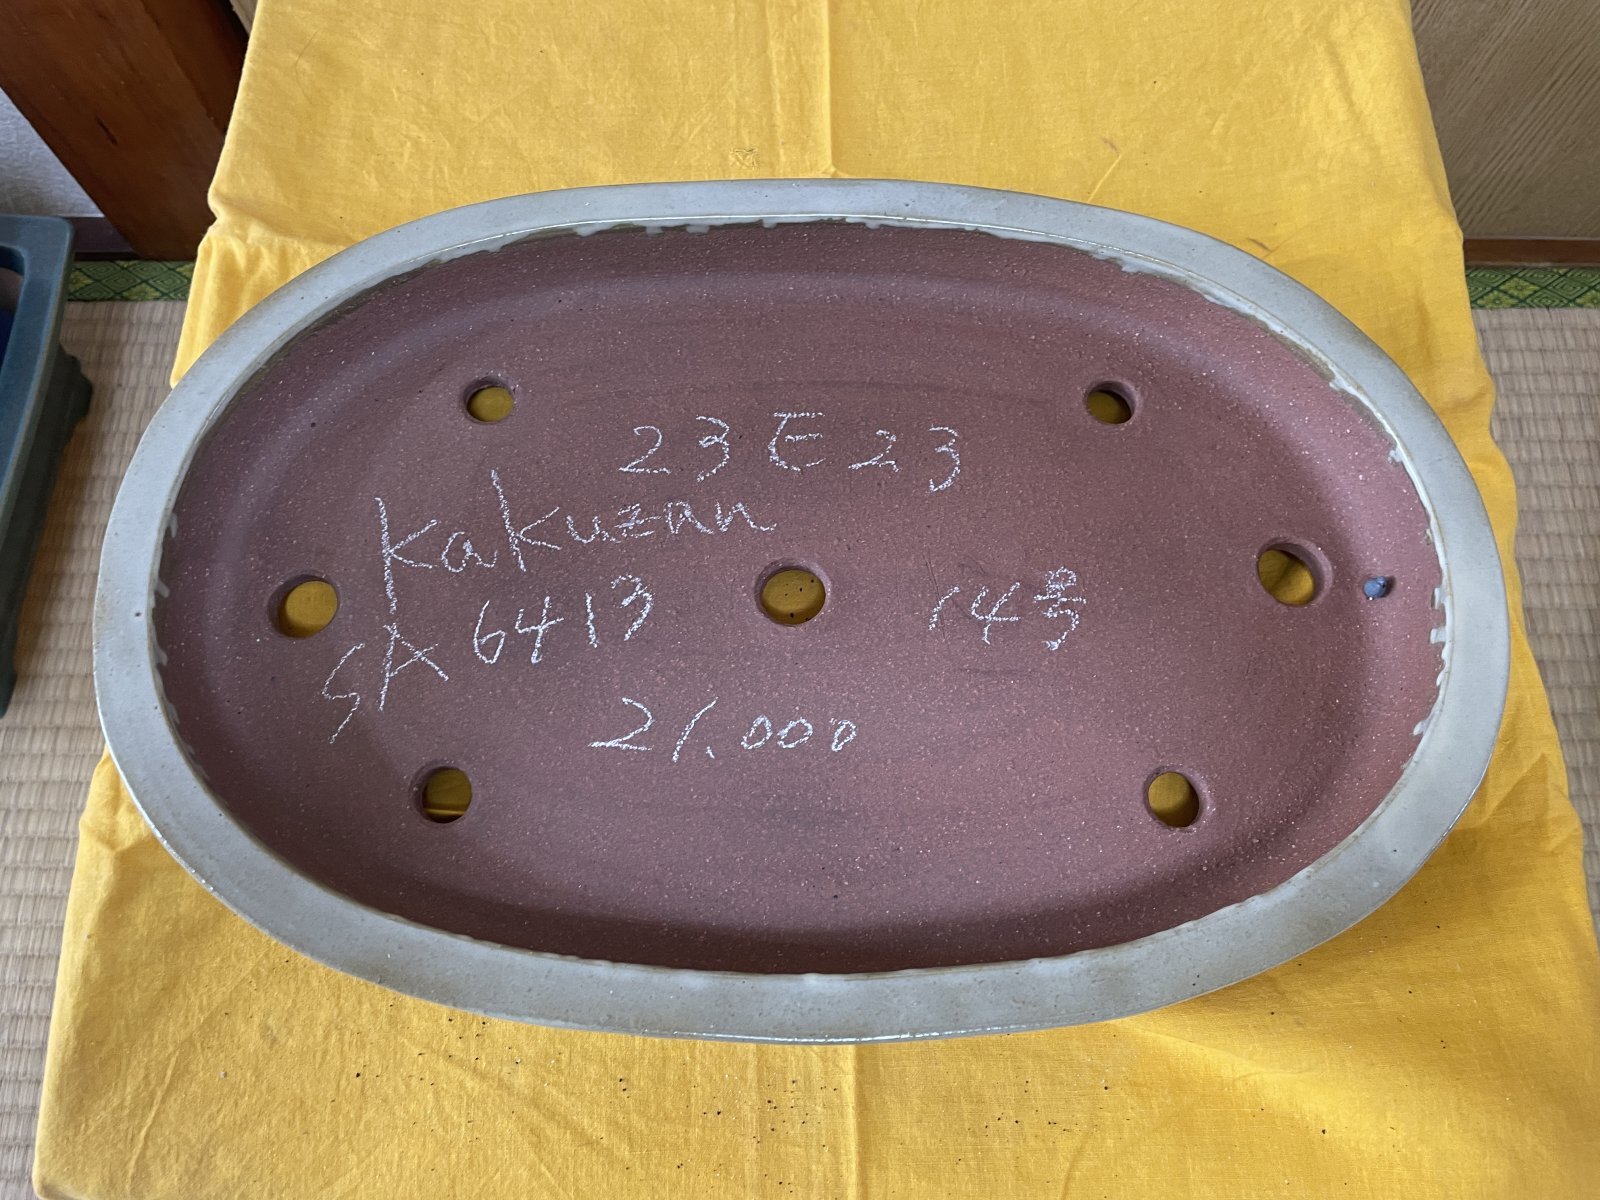 23E23
Kakuzan
SA6413
14号
21.000